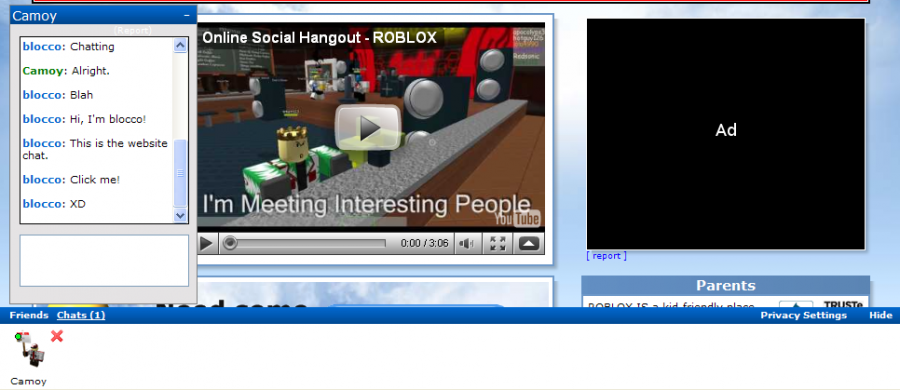 Camoy
–
[Report]
blocco: Chatting
Camoy: Alright.
blocco: Blah
blocco: Hi, I'm blocco!
blocco: This is the website
chat.
blocco: Click me!
blocco: XD
Online Social Hangout - ROBLOX
I'm Meeting Interesting People
YouTube
0:00 / 3:06
Ad
[ report ]
Need some
Parents
ROBLOX IS a kid-friendly place
TRUSTe
Friends Chats (1) Privacy Settings Hide
Camoy